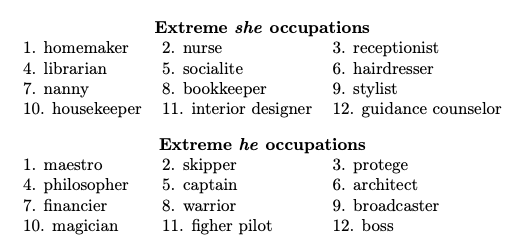 Extreme she occupations
1. homemaker 2. nurse 3. receptionist
4. librarian 5. socialite 6. hairdresser
7. nanny 8. bookkeeper 9. stylist
10. housekeeper 11. interior designer 12. guidance counselor
Extreme he occupations
1. maestro 2. skipper 3. protege
4. philosopher 5. captain 6. architect
7. financier 8. warrior 9. broadcaster
10. magician 11. figher pilot 12. boss